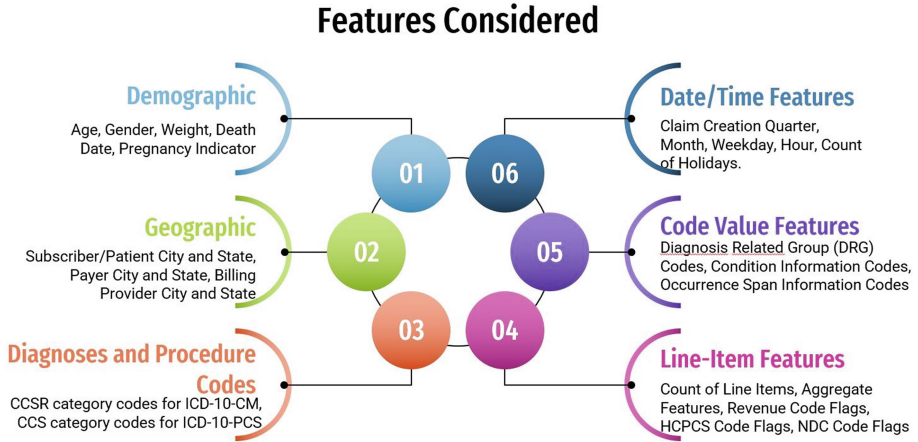 Features Considered
Demographic
Age, Gender, Weight, Death
Date, Pregnancy Indicator
01
Geographic
Subscriber/Patient City and State,
Payer City and State, Billing
Provider City and State
02
Diagnoses and Procedure
Codes
CCSR category codes for ICD-10-CM,
CCS category codes for ICD-10-PCS
03
04
Line-Item Features
Count of Line Items, Aggregate
Features, Revenue Code Flags,
HCPCS Code Flags, NDC Code Flags
05
Code Value Features
Diagnosis Related Group (DRG)
Codes, Condition Information Codes,
Occurrence Span Information Codes
06
Date/Time Features
Claim Creation Quarter,
Month, Weekday, Hour, Count
of Holidays.